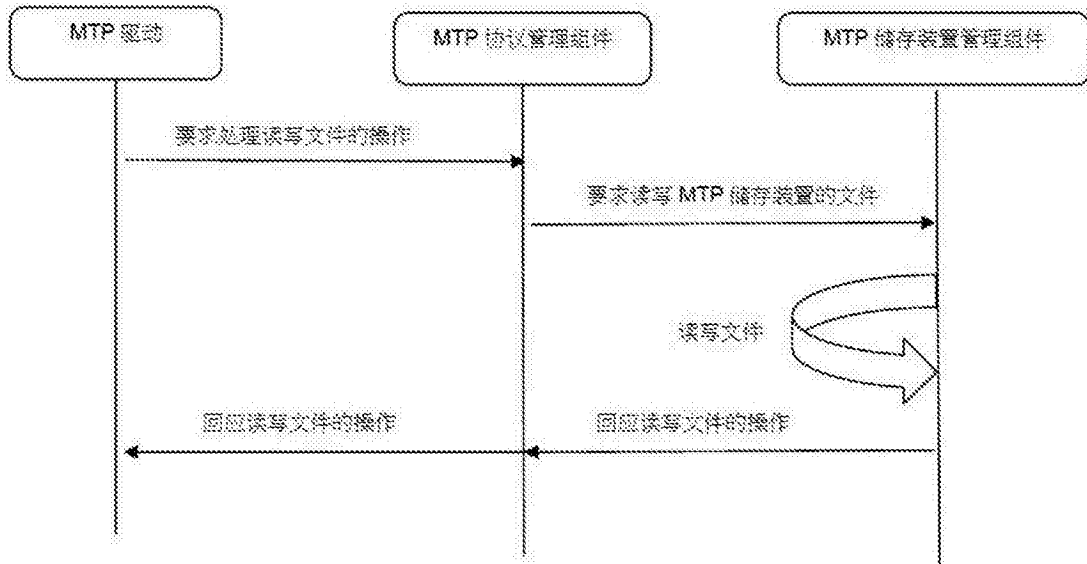 MTP 驱动
MTP 协议管理组件
MTP 储存装置管理组件
要求处理读写文件的操作
要求读写 MTP 储存装置的文件
读写文件
回应读写文件的操作
回应读写文件的操作